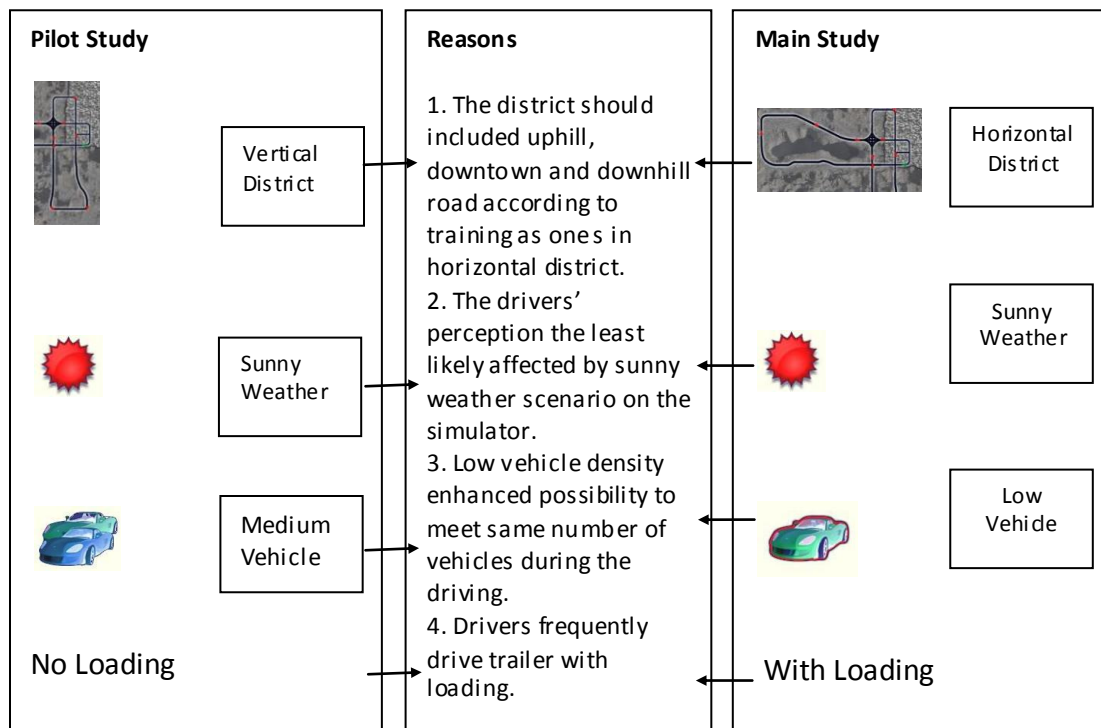 Pilot Study
Vertical
District
Sunny
Weather
Medium
Vehicle
No Loading
Reasons
1. The district should
included uphill,
downtown and downhill
road according to
training as ones in
horizontal district.
2. The drivers’
perception the least
likely affected by sunny
weather scenario on the
simulator.
3. Low vehicle density
enhanced possibility to
meet same number of
vehicles during the
driving.
4. Drivers frequently
drive trailer with
loading.
Main Study
Horizontal
District
Sunny
Weather
Low
Vehicle
With Loading